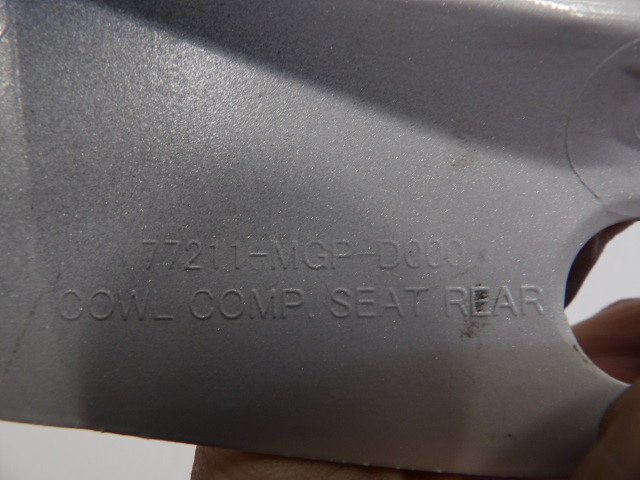 77211-MGP-D000
COWL COMP. SEAT REAR